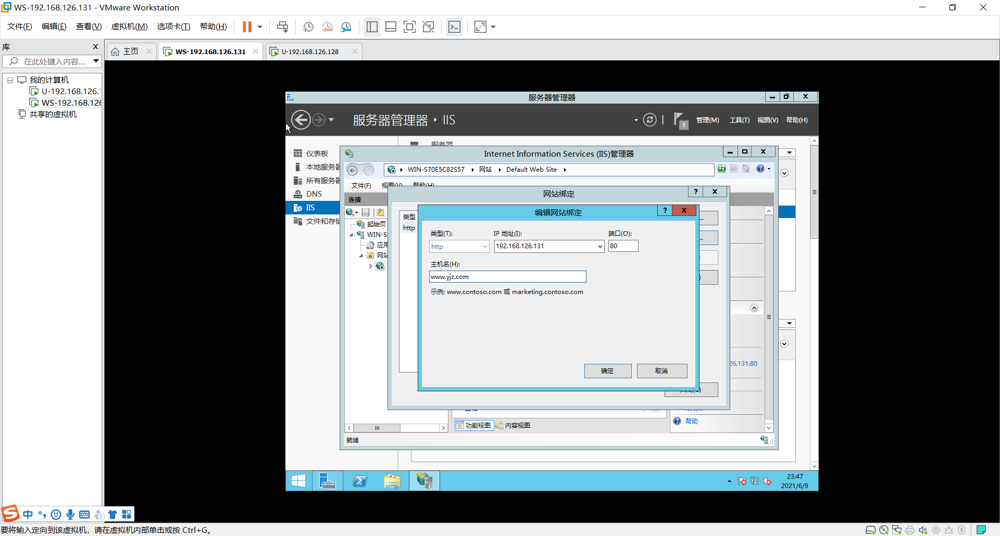 WS-192.168.126.131 - VMware Workstation
文件(F) 编辑(E) 查看(V) 虚拟机(M) 选项卡(T) 帮助(H)
库
在此处键入内容...
我的计算机
U-192.168.126.
WS-192.168.126
共享的虚拟机
主页
WS-192.168.126.131
U-192.168.126.128
服务器管理器
服务器管理器 IIS
1
管理(M) 工具(T) 视图(V) 帮助(H)
仪表板
本地服务器
所有服务器
DNS
IIS
文件和存储
服务器
Internet Information Services (IIS)管理器
WIN-S70E5C82S57 网站 Default Web Site
文件(F) 视图(V) 帮助(H)
连接
起始页
WIN-S
应用
网站
网站绑定
类型
http
编辑网站绑定
类型(T): IP 地址(I): 端口(O):
http 192.168.126.131 80
主机名(H):
www.yjz.com
示例: www.contoso.com 或 marketing.contoso.com
确定 取消
26.131:80
功能视图 内容视图
帮助
就绪
23:47
2021/6/9
中
要将输入定向到该虚拟机，请在虚拟机内部单击或按 Ctrl+G。